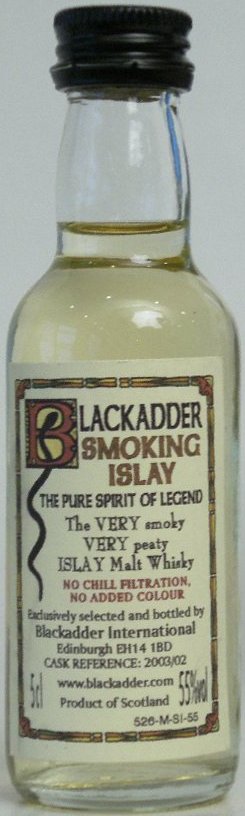 BLACKADDER
SMOKING
ISLAY
THE PURE SPIRIT OF LEGEND
The VERY smoky
VERY peaty
ISLAY Malt Whisky
NO CHILL FILTRATION,
NO ADDED COLOUR
Exclusively selected and bottled by
Blackadder International
Edinburgh EH14 1BD
CASK REFERENCE: 2003/02
www.blackadder.com
5cl Product of Scotland 55%vol
526-M-SI-55